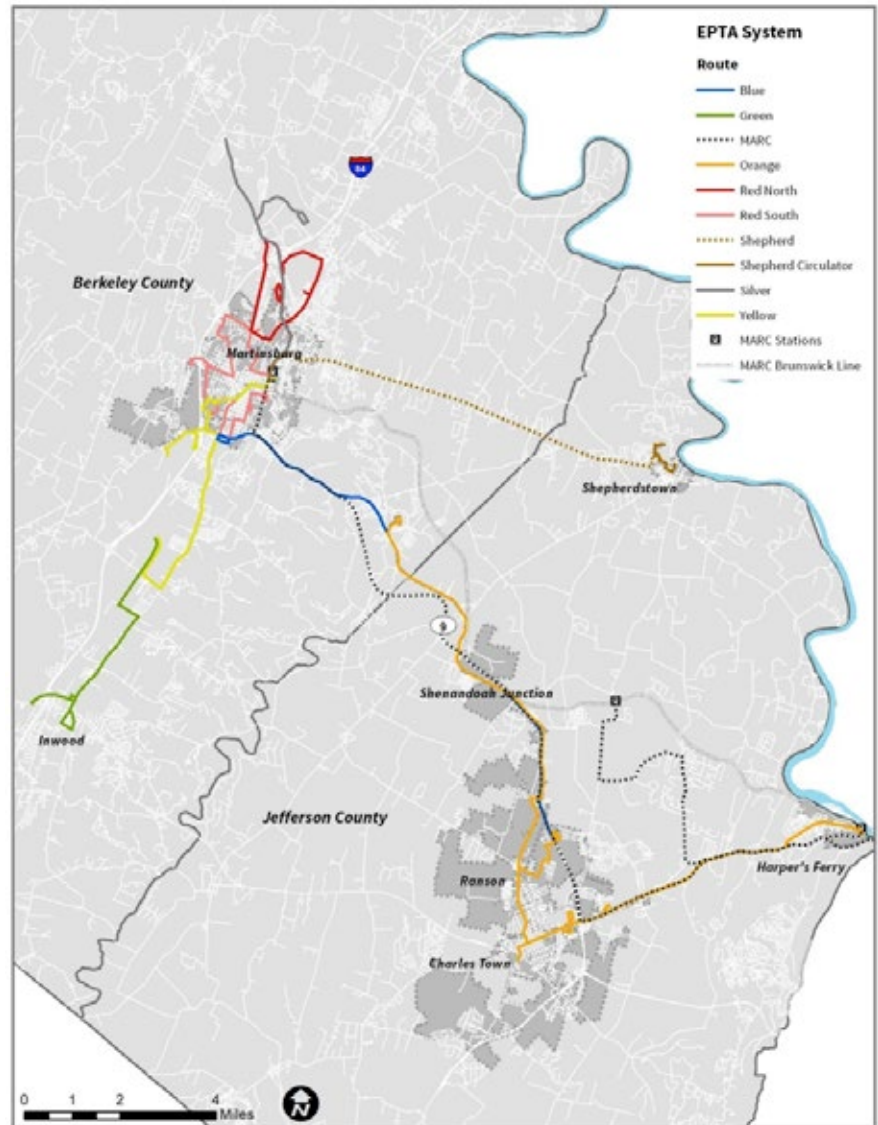 EPTA System
Route
Blue
Green
MARC
Orange
Red North
Red South
Shepherd
Shepherd Circulator
Silver
Yellow
MARC Stations
MARC Brunswick Line
Berkeley County
Martinsburg
Shepherdstown
9
Shenandoah Junction
Inwood
Jefferson County
Harper's Ferry
Ranson
Charles Town
0 1 2 4
Miles
N